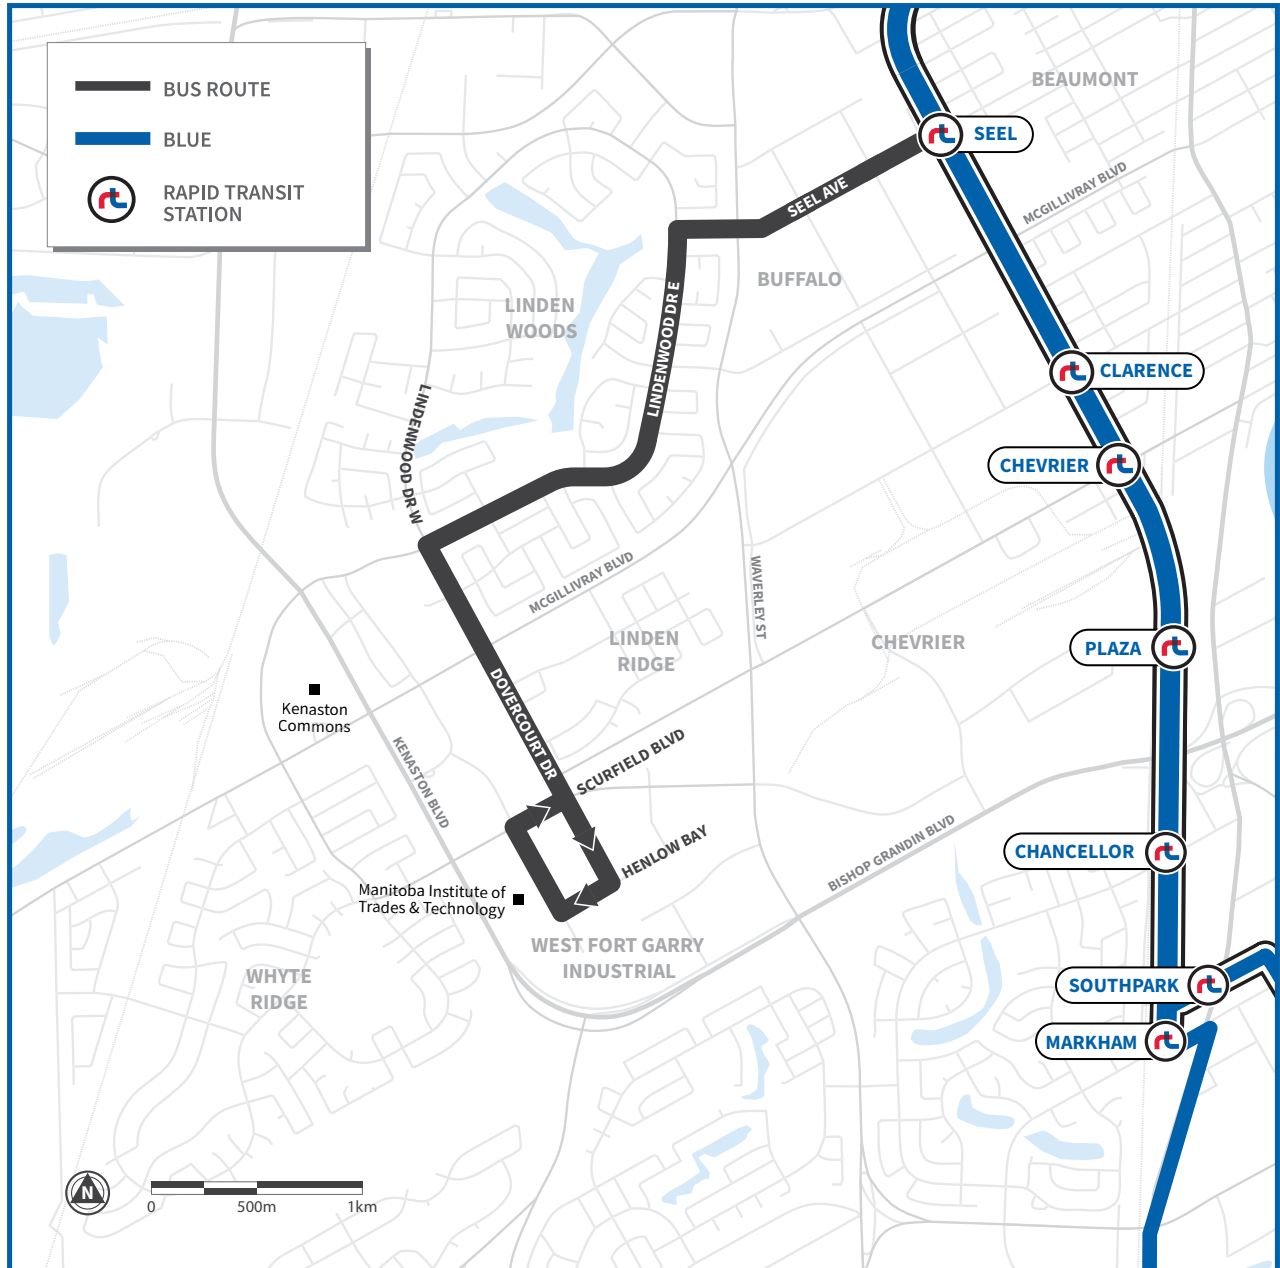 BUS ROUTE
BLUE
RAPID TRANSIT
STATION
BEAUMONT
SEEL
MCGILLIVRAY BLVD
SEEL AVE
BUFFALO
LINDEN
WOODS
LINDENWOOD DR E
CLARENCE
LINDENWOOD DR W
CHEVRIER
MCGILLIVRAY BLVD
WAVERLEY ST
LINDEN
RIDGE
CHEVRIER
PLAZA
DOVERCOURT DR
Kenaston
Commons
KENASTON BLVD
SCURFIELD BLVD
HENLOW BAY
BISHOP GRANDIN BLVD
CHANCELLOR
Manitoba Institute of
Trades & Technology
WEST FORT GARRY
INDUSTRIAL
WHYTE
RIDGE
SOUTHPARK
MARKHAM
N
0 500m 1km